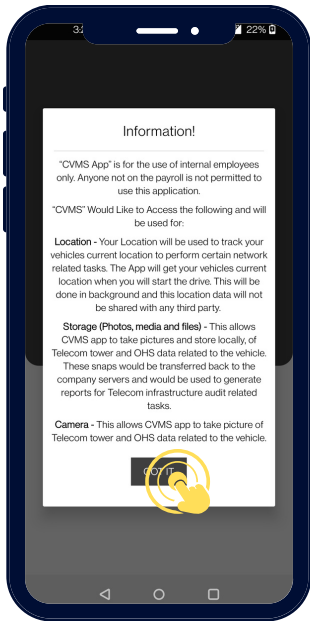 22%
Information!
“CVMS App” is for the use of internal employees
only. Anyone not on the payroll is not permitted to
use this application.
“CVMS” Would Like to Access the following and will
be used for:
Location - Your Location will be used to track your
vehicles current location to perform certain network
related tasks. The App will get your vehicles current
location when you will start the drive. This will be
done in background and this location data will not
be shared with any third party.
Storage (Photos, media and files) - This allows
CVMS app to take pictures and store locally, of
Telecom tower and OHS data related to the vehicle.
These snaps would be transferred back to the
company servers and would be used to generate
reports for Telecom infrastructure audit related
tasks.
Camera - This allows CVMS app to take picture of
Telecom tower and OHS data related to the vehicle.
GOT IT